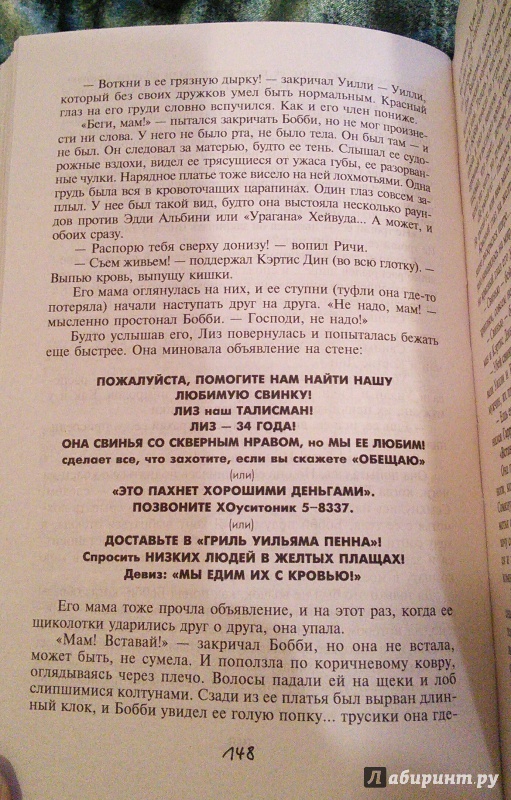 — Воткни в ее грязную дырку! — закричал Уилли — Уилли,
который без своих дружков умел быть нормальным. Красный
глаз на его груди словно вспучился. Как и его член пониже.
«Беги, мам!» — пытался закричать Бобби, но не мог произне-
сти ни слова. У него не было рта, не было тела. Он был там — и
не был. Он следовал за матерью, будто ее тень. Слышал ее судо-
рожные вздохи, видел ее трясущиеся от ужаса губы, ее разорван-
ные чулки. Нарядное платье тоже висело на ней лохмотьями. Одна
грудь была вся в кровоточащих царапинах. Один глаз совсем за-
плыл. У нее был такой вид, будто она выстояла несколько раун-
дов против Эдди Альбини или «Урагана» Хейвуда... А может, и
обоих сразу.
— Распорю тебя сверху донизу! — вопил Ричи.
— Съем живьем! — поддержал Кэртис Дин (во всю глотку). —
Выпью кровь, выпущу кишки.
Его мама оглянулась на них, и ее ступни (туфли она где-то
потеряла) начали наступать друг на друга. «Не надо, мам! —
мысленно простонал Бобби. — Господи, не надо!»
Будто услышав его, Лиз повернулась и попыталась бежать
еще быстрее. Она миновала объявление на стене:
ПОЖАЛУЙСТА, ПОМОГИТЕ НАМ НАЙТИ НАШУ
ЛЮБИМУЮ СВИНКУ!
ЛИЗ наш ТАЛИСМАН!
ЛИЗ — 34 ГОДА!
ОНА СВИНЬЯ СО СКВЕРНЫМ НРАВОМ, но МЫ ЕЕ ЛЮБИМ!
сделает все, что захотите, если вы скажете «ОБЕЩАЮ»
(или)
«ЭТО ПАХНЕТ ХОРОШИМИ ДЕНЬГАМИ».
ПОЗВОНИТЕ ХОуситоник 5–8337.
(или)
ДОСТАВЬТЕ В «ГРИЛЬ УИЛЬЯМА ПЕННА»!
Спросить НИЗКИХ ЛЮДЕЙ В ЖЕЛТЫХ ПЛАЩАХ!
Девиз: «МЫ ЕДИМ ИХ С КРОВЬЮ!»
Его мама тоже прочла объявление, и на этот раз, когда ее
щиколотки ударились друг о друга, она упала.
«Мам! Вставай!» — закричал Бобби, но она не встала,
может быть, не сумела. И поползла по коричневому ковру,
оглядываясь через плечо. Волосы падали ей на щеки и лоб
слипшимися колтунами. Сзади из ее платья был вырван длин-
ный клок, и Бобби увидел ее голую попку... трусики она где-
148
Лабиринт.ру